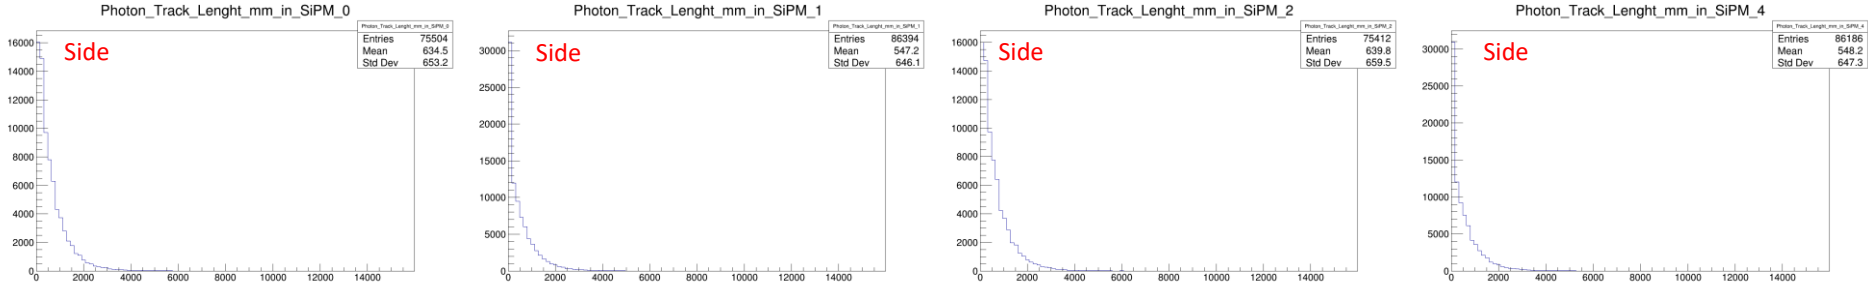 Photon_Track_Lenght_mm_in_SiPM_0
Photon_Track_Lenght_mm_in_SiPM_0
Entries 75504
Mean 634.5
Std Dev 653.2
Side
16000
14000
12000
10000
8000
6000
4000
2000
0
0 2000 4000 6000 8000 10000 12000 14000
Photon_Track_Lenght_mm_in_SiPM_1
Photon_Track_Lenght_mm_in_SiPM_1
Entries 86394
Mean 547.2
Std Dev 646.1
Side
30000
25000
20000
15000
10000
5000
0
0 2000 4000 6000 8000 10000 12000 14000
Photon_Track_Lenght_mm_in_SiPM_2
Photon_Track_Lenght_mm_in_SiPM_2
Entries 75412
Mean 639.8
Std Dev 659.5
Side
16000
14000
12000
10000
8000
6000
4000
2000
0
0 2000 4000 6000 8000 10000 12000 14000
Photon_Track_Lenght_mm_in_SiPM_4
Photon_Track_Lenght_mm_in_SiPM_4
Entries 86186
Mean 548.2
Std Dev 647.3
Side
30000
25000
20000
15000
10000
5000
0
0 2000 4000 6000 8000 10000 12000 14000